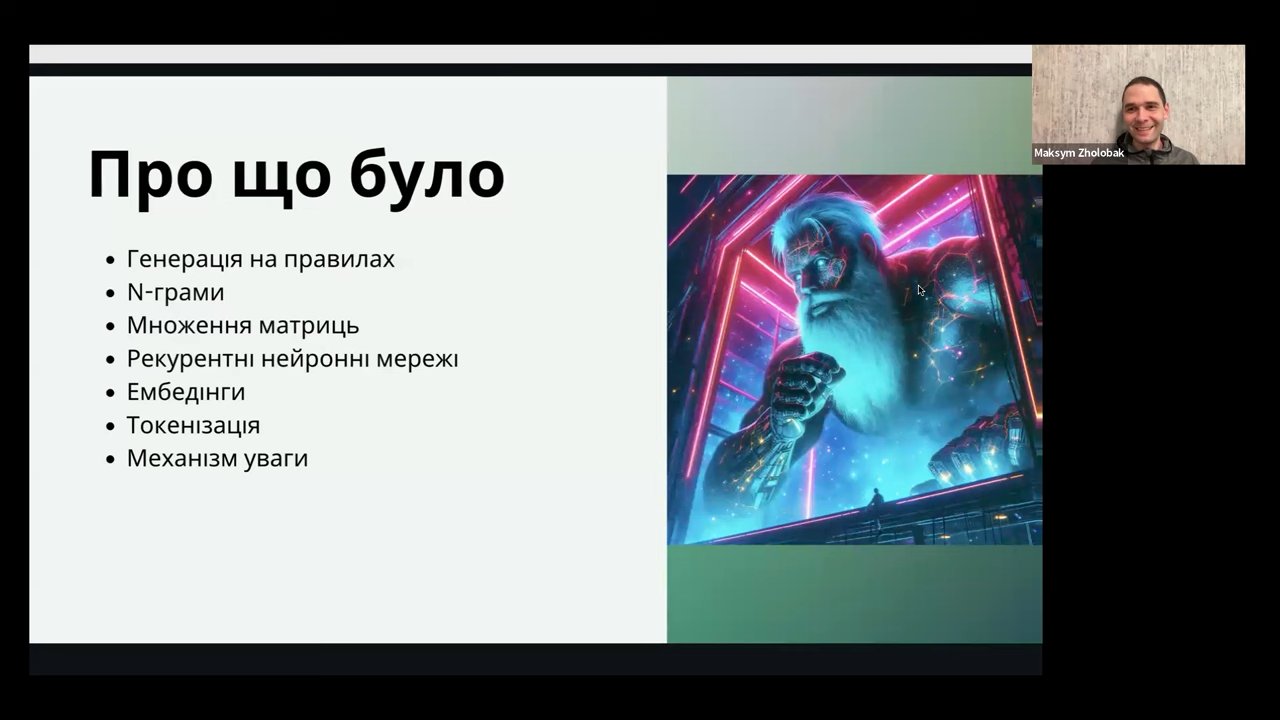 Про що було
Генерація на правилах
N-грами
Множення матриць
Рекурентні нейронні мережі
Ембедінги
Токенізація
Механізм уваги
Maksym Zholobak